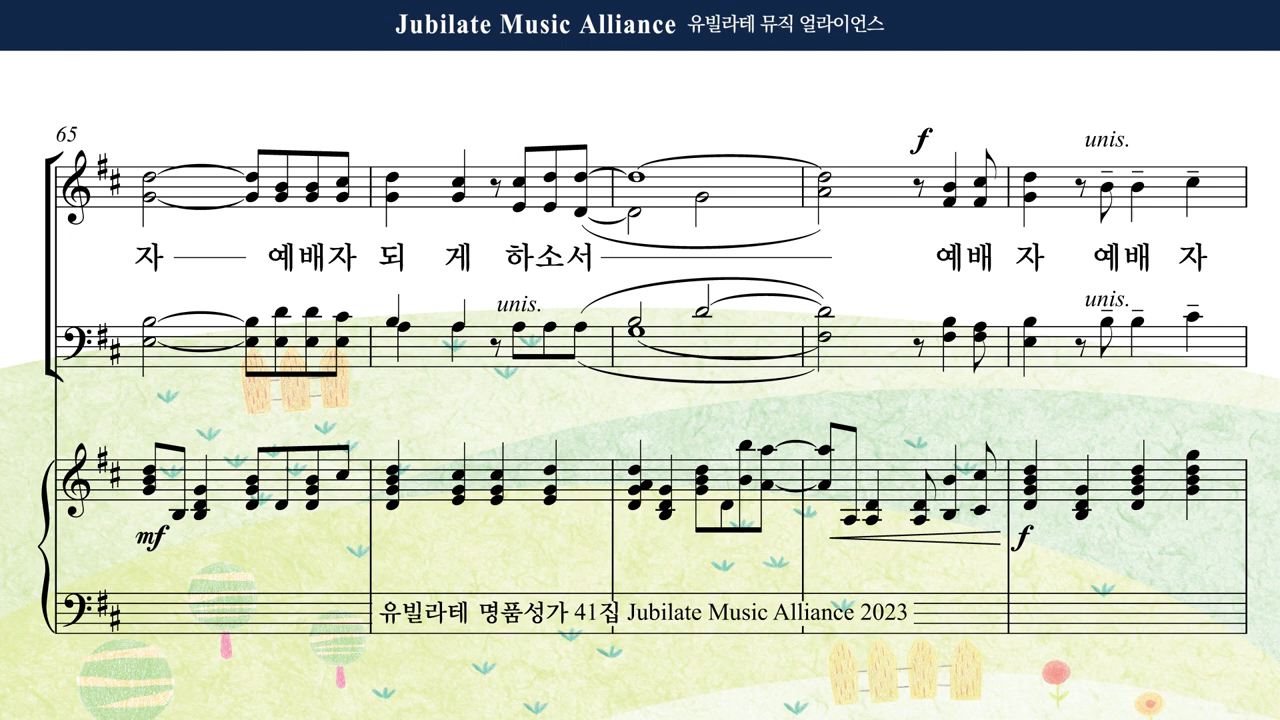 Jubilate Music Alliance 유빌라테 뮤직 얼라이언스
65
f
unis.
자 예배자 되 게 하소서 예배 자 예배 자
unis.
unis.
mf
f
유빌라테 명품성가 41집 Jubilate Music Alliance 2023